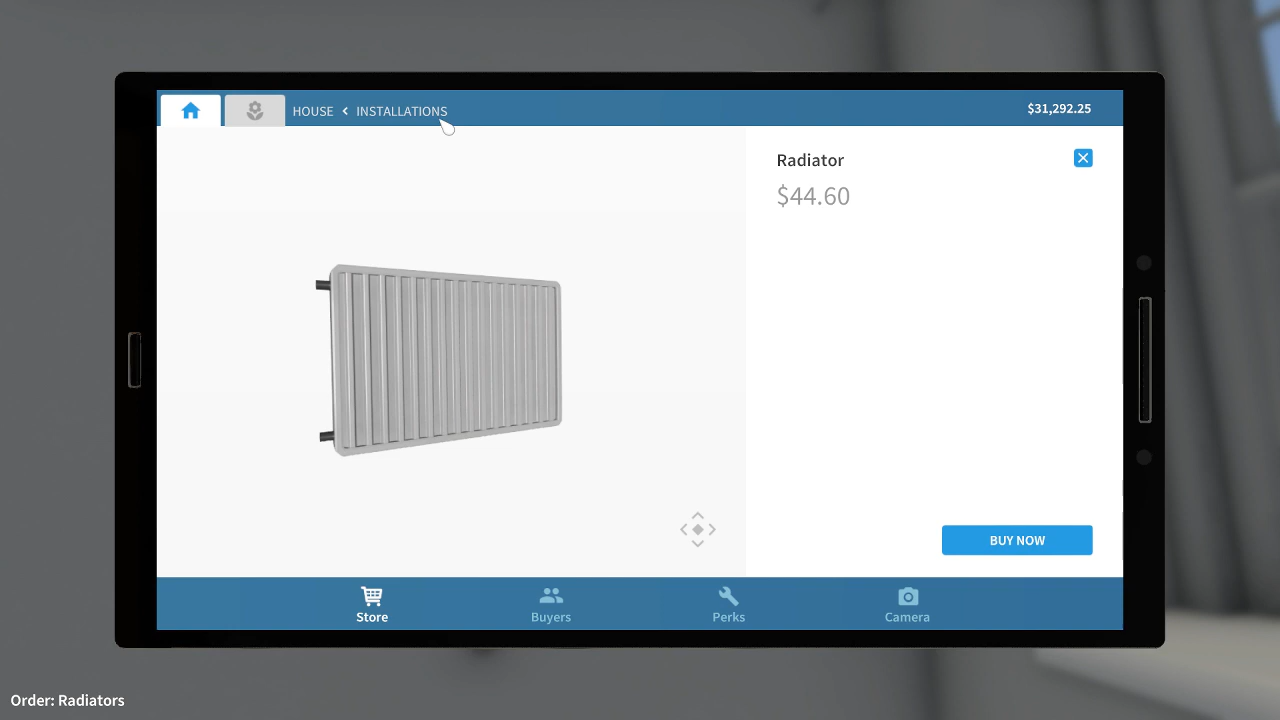 HOUSE < INSTALLATIONS
$31,292.25
Radiator
$44.60
BUY NOW
Store
Buyers
Perks
Camera
Order: Radiators